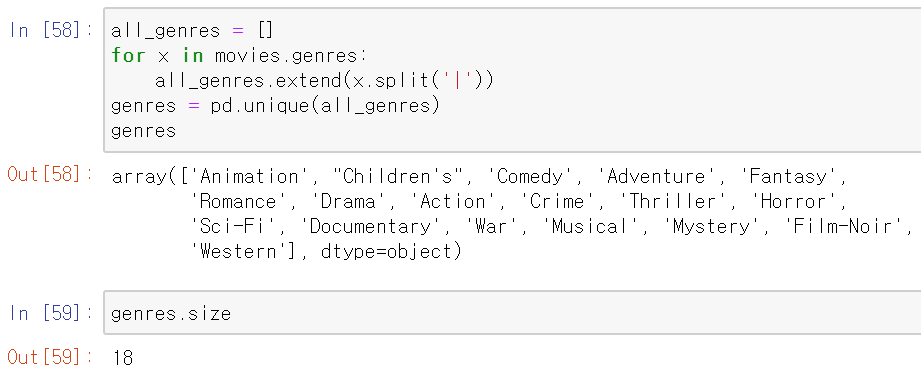 In [58]: all_genres = []
for x in movies.genres:
    all_genres.extend(x.split('|'))
genres = pd.unique(all_genres)
genres
Out[58]: array(['Animation', "Children's", 'Comedy', 'Adventure', 'Fantasy',
       'Romance', 'Drama', 'Action', 'Crime', 'Thriller', 'Horror',
       'Sci-Fi', 'Documentary', 'War', 'Musical', 'Mystery', 'Film-Noir',
       'Western'], dtype=object)
In [59]: genres.size
Out[59]: 18